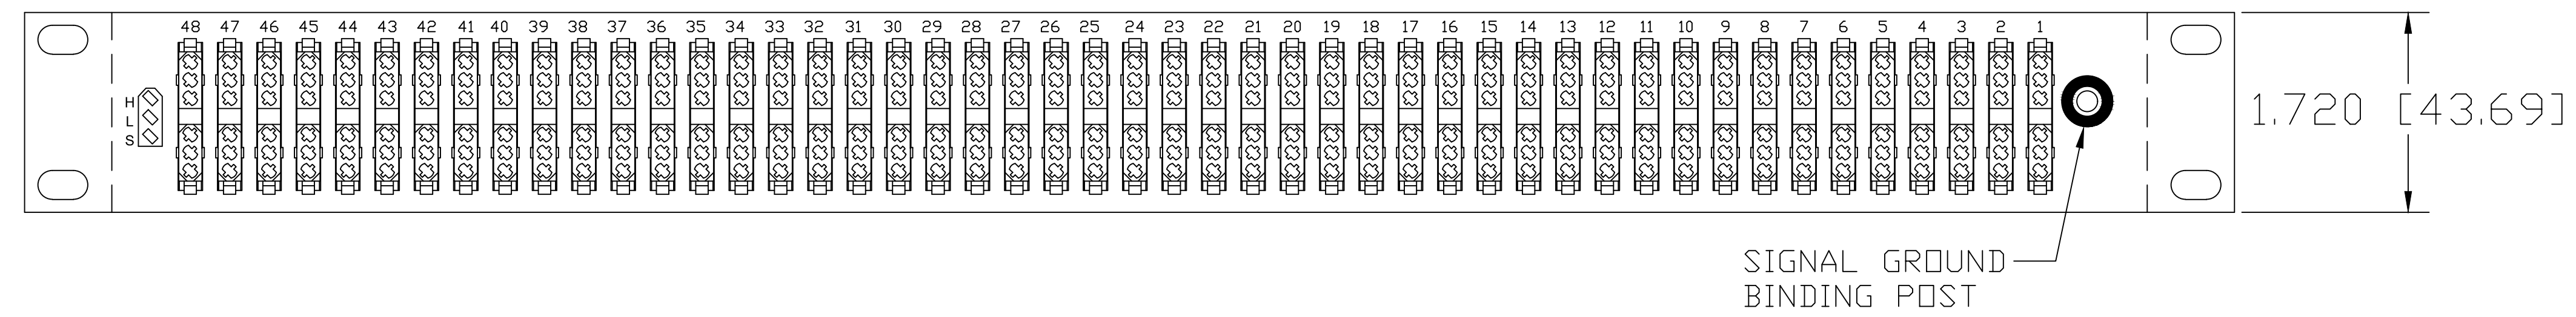 48 47 46 45 44 43 42 41 40 39 38 37 36 35 34 33 32 31 30 29 28 27 26 25 24 23 22 21 20 19 18 17 16 15 14 13 12 11 10 9 8 7 6 5 4 3 2 1
H
L
S
1.720 [43.69]
SIGNAL GROUND
BINDING POST